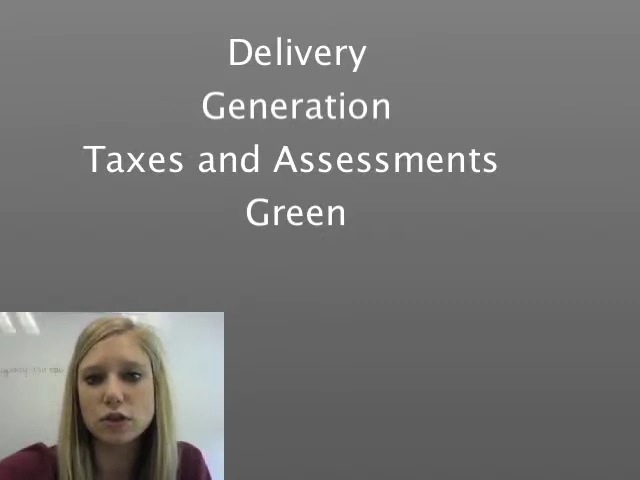 Delivery
Generation
Taxes and Assessments
Green